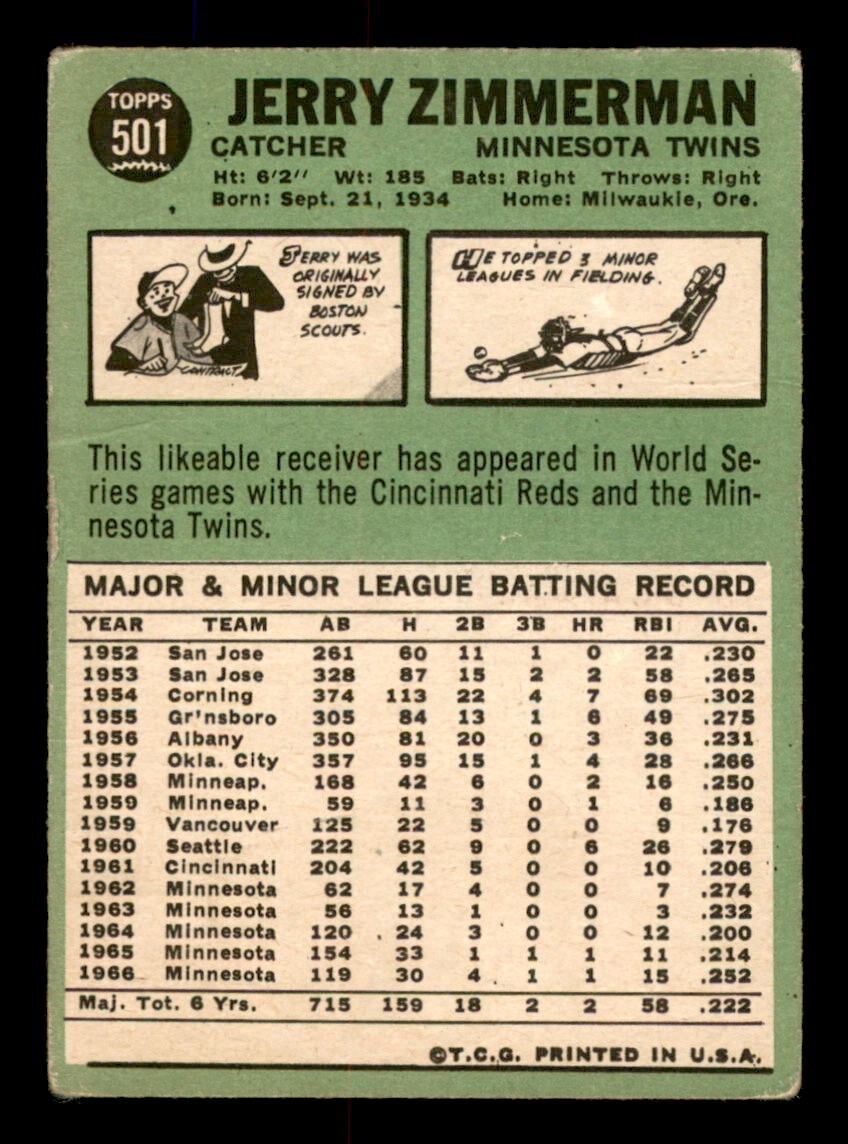 TOPPS
501
JERRY ZIMMERMAN
CATCHER MINNESOTA TWINS
Ht: 6'2" Wt: 185 Bats: Right Throws: Right
Born: Sept. 21, 1934 Home: Milwaukie, Ore.
JERRY WAS
ORIGINALLY
SIGNED BY
BOSTON
SCOUTS.
CONTRACT
HE TOPPED 3 MINOR
LEAGUES IN FIELDING.
This likeable receiver has appeared in World Se-
ries games with the Cincinnati Reds and the Min-
nesota Twins.
MAJOR & MINOR LEAGUE BATTING RECORD
YEAR TEAM AB H 2B 3B HR RBI AVG.
1952 San Jose 261 60 11 1 0 22 .230
1953 San Jose 328 87 15 2 2 58 .265
1954 Corning 374 113 22 4 7 69 .302
1955 Gr'nsboro 305 84 13 1 6 49 .275
1956 Albany 350 81 20 0 3 36 .231
1957 Okla. City 357 95 15 1 4 28 .266
1958 Minneap. 168 42 6 0 2 16 .250
1959 Minneap. 59 11 3 0 1 6 .186
1959 Vancouver 125 22 5 0 0 9 .176
1960 Seattle 222 62 9 0 6 26 .279
1961 Cincinnati 204 42 5 0 0 10 .206
1962 Minnesota 62 17 4 0 0 7 .274
1963 Minnesota 56 13 1 0 0 3 .232
1964 Minnesota 120 24 3 0 0 12 .200
1965 Minnesota 154 33 1 1 1 11 .214
1966 Minnesota 119 30 4 1 1 15 .252
Maj. Tot. 6 Yrs. 715 159 18 2 2 58 .222
©T.C.G. PRINTED IN U.S.A.